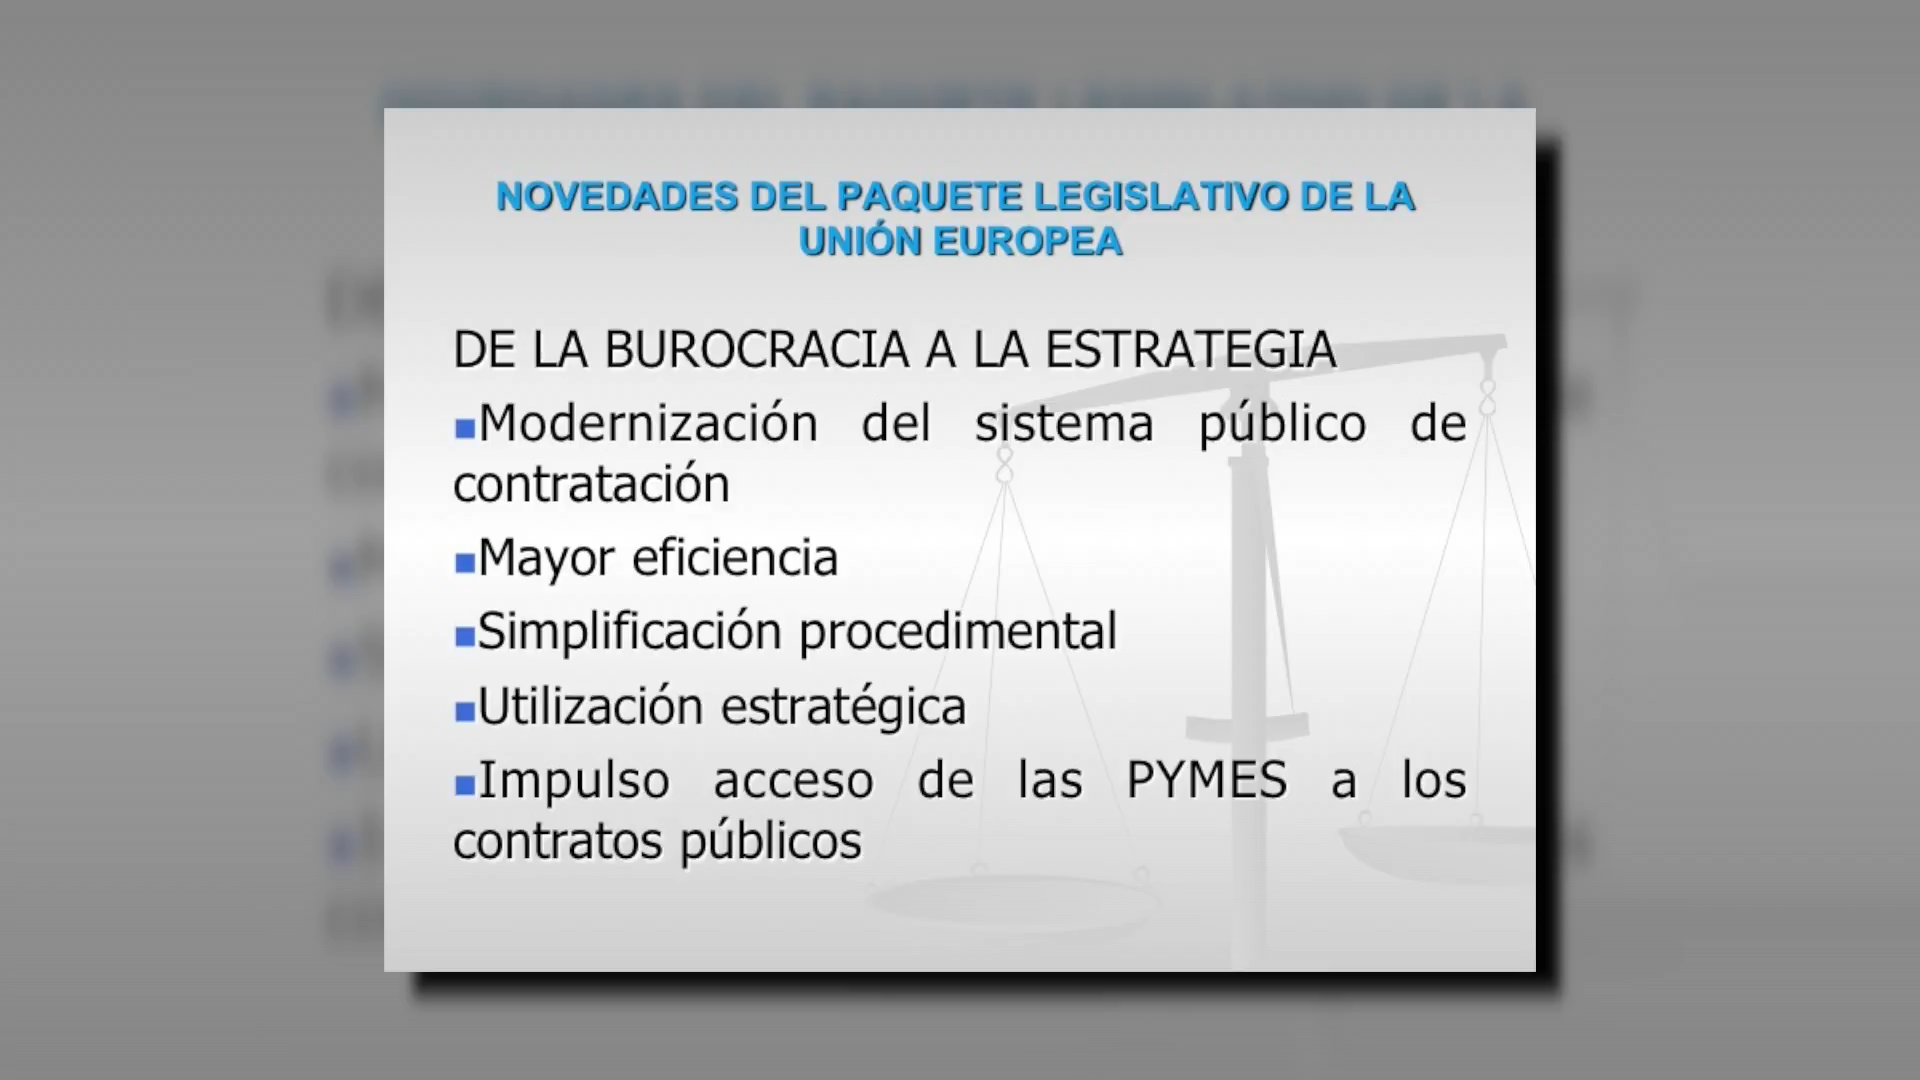 NOVEDADES DEL PAQUETE LEGISLATIVO DE LA
UNIÓN EUROPEA
DE LA BUROCRACIA A LA ESTRATEGIA
■Modernización del sistema público de
contratación
■Mayor eficiencia
■Simplificación procedimental
■Utilización estratégica
■Impulso acceso de las PYMES a los
contratos públicos